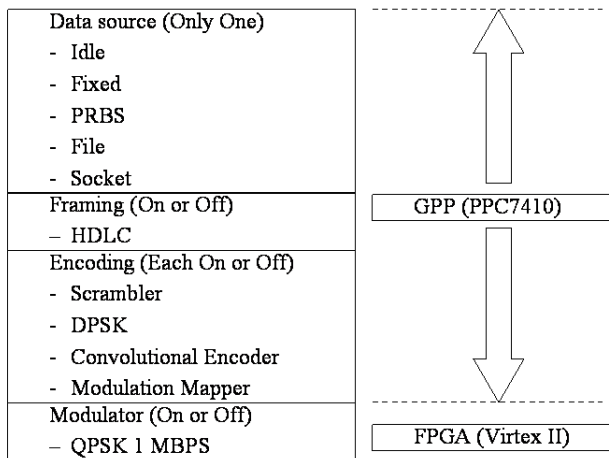 Data source (Only One)
- Idle
- Fixed
- PRBS
- File
- Socket
Framing (On or Off)
– HDLC
Encoding (Each On or Off)
- Scrambler
- DPSK
- Convolutional Encoder
- Modulation Mapper
Modulator (On or Off)
– QPSK 1 MBPS
GPP (PPC7410)
FPGA (Virtex II)